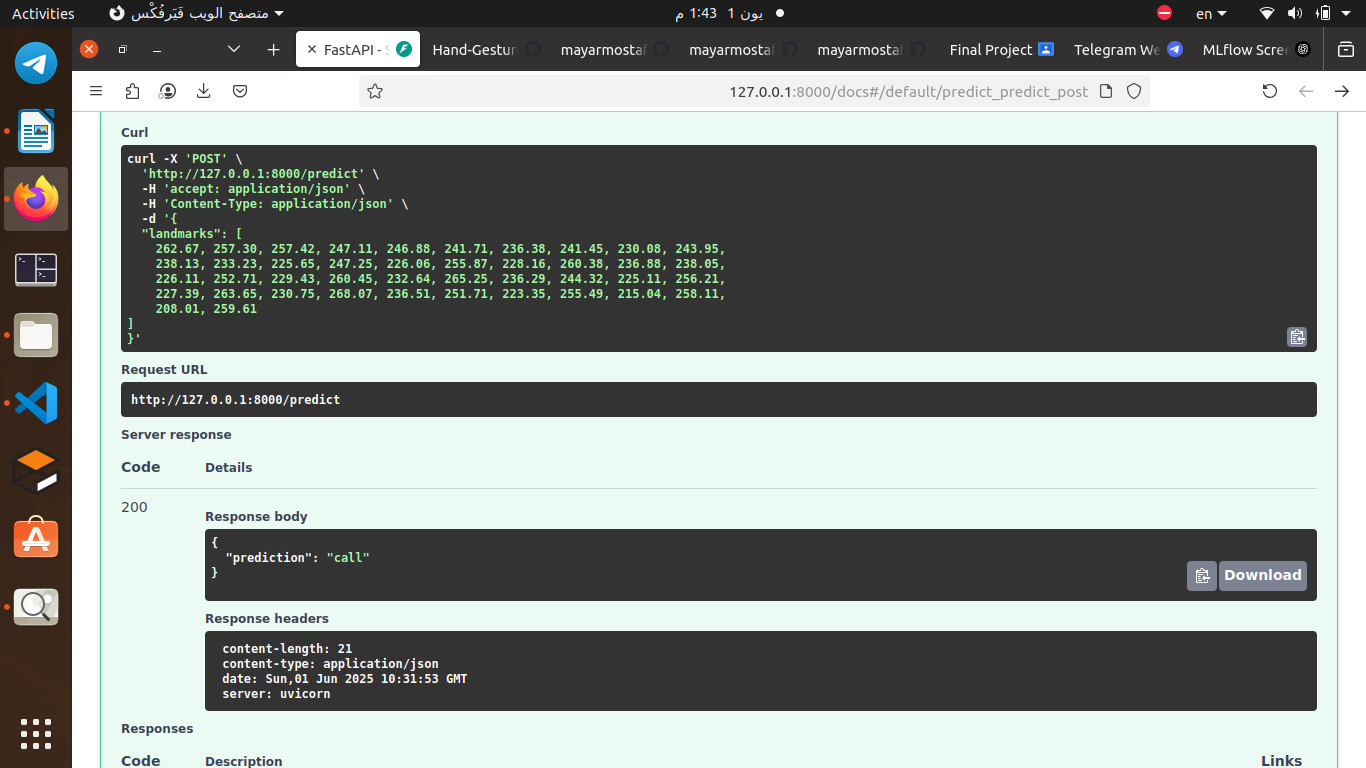 Activities
متصفح الويب فَيَرفُكْس
يون 1 1:43 م
en
FastAPI - S
Hand-Gestur
mayarmostaf
mayarmostaf
mayarmostaf
Final Project
Telegram We
MLflow Scree
127.0.0.1:8000/docs#/default/predict_predict_post
Curl
curl -X 'POST' \
'http://127.0.0.1:8000/predict' \
-H 'accept: application/json' \
-H 'Content-Type: application/json' \
-d '{
"landmarks": [
262.67, 257.30, 257.42, 247.11, 246.88, 241.71, 236.38, 241.45, 230.08, 243.95,
238.13, 233.23, 225.65, 247.25, 226.06, 255.87, 228.16, 260.38, 236.88, 238.05,
226.11, 252.71, 229.43, 260.45, 232.64, 265.25, 236.29, 244.32, 225.11, 256.21,
227.39, 263.65, 230.75, 268.07, 236.51, 251.71, 223.35, 255.49, 215.04, 258.11,
208.01, 259.61
]
}'
Request URL
http://127.0.0.1:8000/predict
Server response
Code Details
200
Response body
{
"prediction": "call"
}
Download
Response headers
content-length: 21
content-type: application/json
date: Sun,01 Jun 2025 10:31:53 GMT
server: uvicorn
Responses
Code Description Links